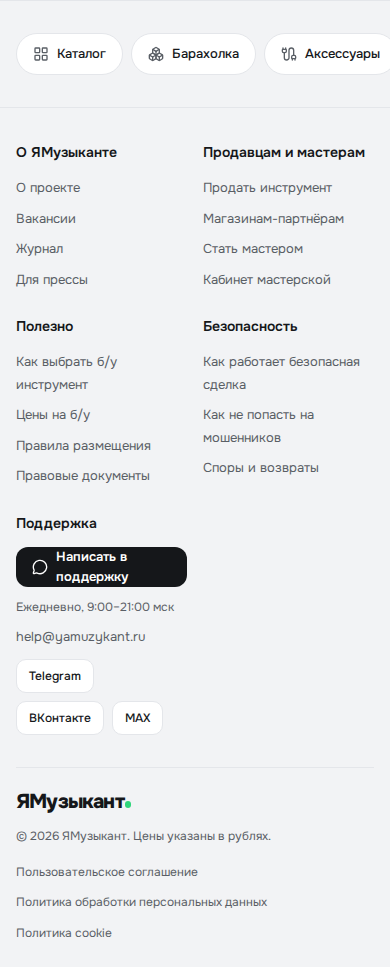 Каталог
Барахолка
Аксессуары
О ЯМузыканте
О проекте
Вакансии
Журнал
Для прессы
Продавцам и мастерам
Продать инструмент
Магазинам-партнёрам
Стать мастером
Кабинет мастерской
Полезно
Как выбрать б/у
инструмент
Цены на б/у
Правила размещения
Правовые документы
Безопасность
Как работает безопасная
сделка
Как не попасть на
мошенников
Споры и возвраты
Поддержка
Написать в
поддержку
Ежедневно, 9:00–21:00 мск
help@yamuzykant.ru
Telegram
ВКонтакте
MAX
ЯМузыкант.
© 2026 ЯМузыкант. Цены указаны в рублях.
Пользовательское соглашение
Политика обработки персональных данных
Политика cookie